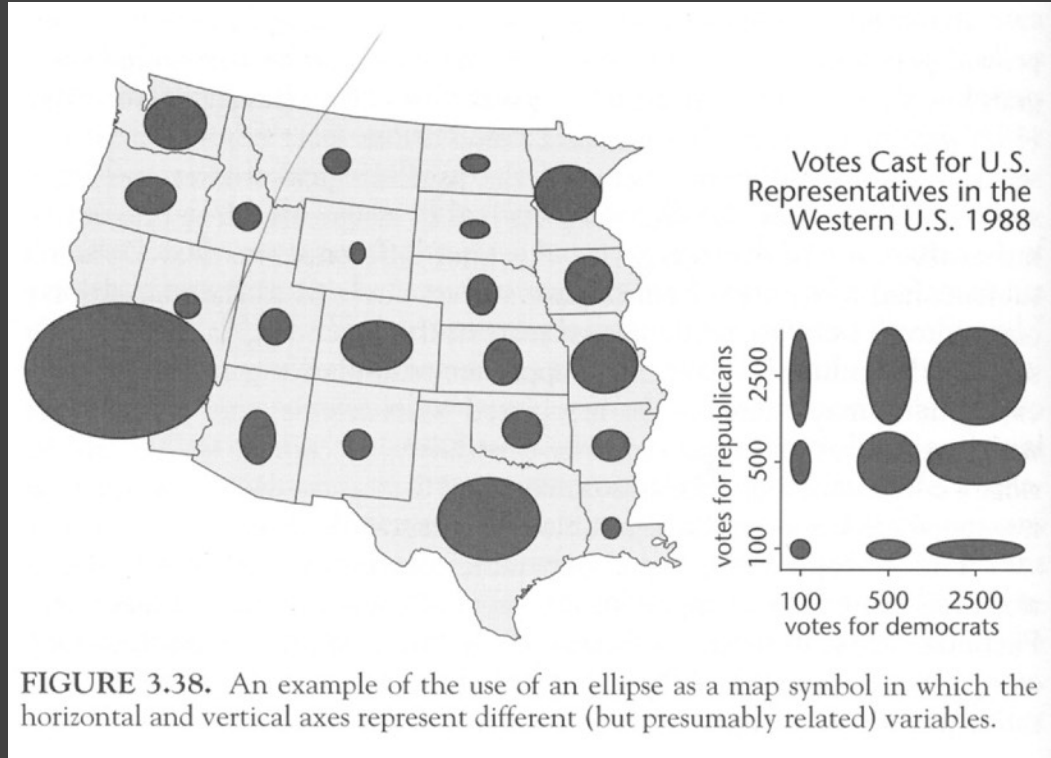 Votes Cast for U.S.
Representatives in the
Western U.S. 1988
votes for republicans
2500
500
100
100 500 2500
votes for democrats
FIGURE 3.38. An example of the use of an ellipse as a map symbol in which the
horizontal and vertical axes represent different (but presumably related) variables.